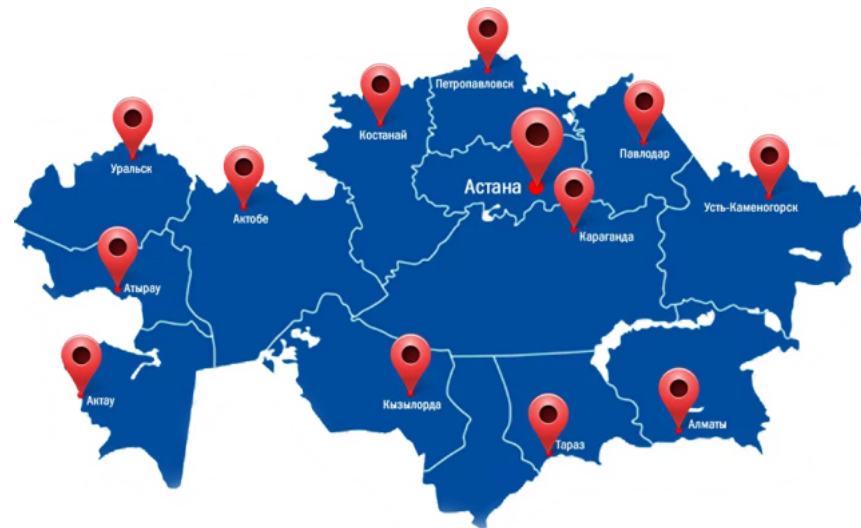 Петропавловск
Костанай
Павлодар
Уральск
Астана
Усть-Каменогорск
Актобе
Караганда
Атырау
Актау
Кызылорда
Алматы
Тараз